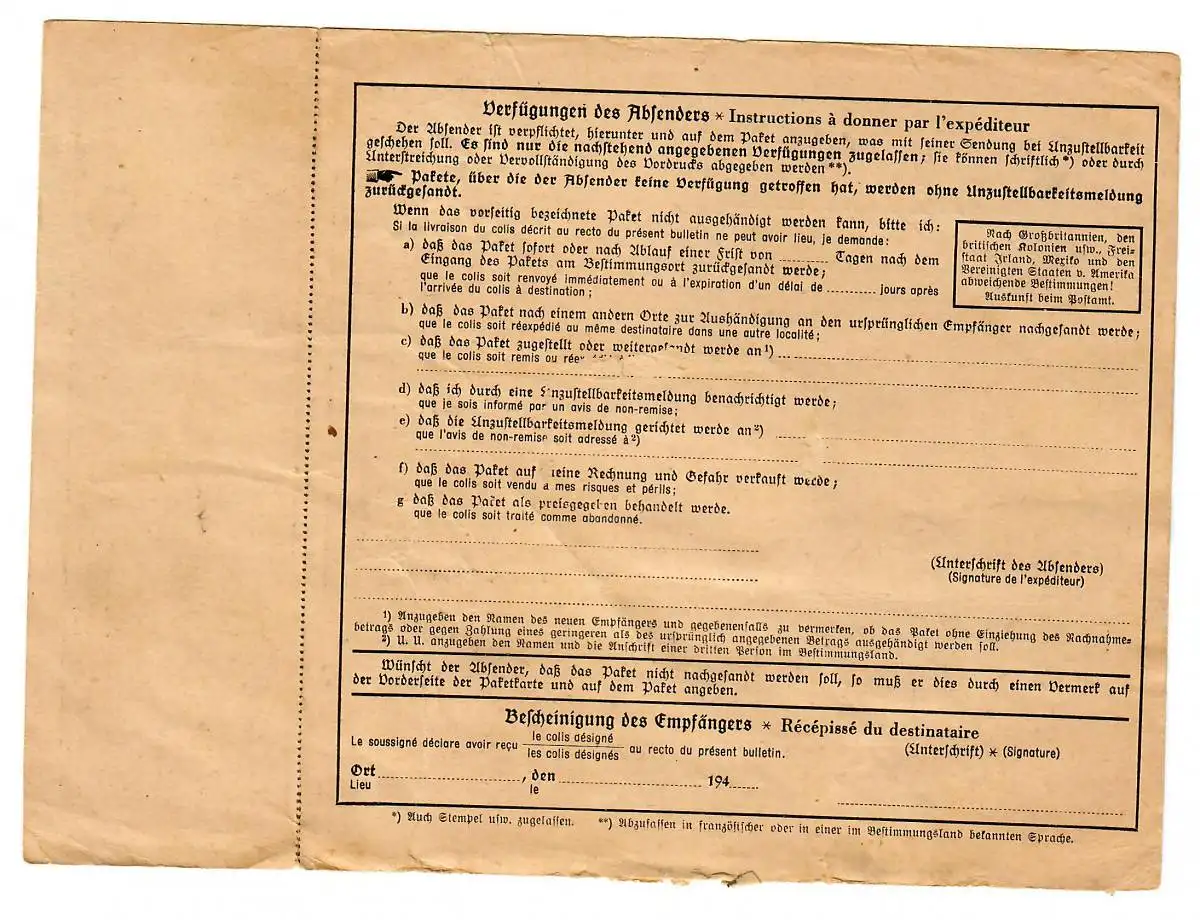 Verfügungen des Absenders * Instructions à donner par l'expéditeur
Der Absender ist verpflichtet, hierunter und auf dem Paket anzugeben, was mit seiner Sendung bei Unzustellbarkeit
geschehen soll. Es sind nur die nachstehend angegebenen Verfügungen zugelassen; sie können schriftlich*) oder durch
Unterstreichung oder Vervollständigung des Vordrucks abgegeben werden**).
Pakete, über die der Absender keine Verfügung getroffen hat, werden ohne Unzustellbarkeitsmeldung
zurückgesandt.
Wenn das vorseitig bezeichnete Paket nicht ausgehändigt werden kann, bitte ich:
Si la livraison du colis décrit au recto du présent bulletin ne peut avoir lieu, je demande:
a) daß das Paket sofort oder nach Ablauf einer Frist von ........ Tagen nach dem
Eingang des Pakets am Bestimmungsort zurückgesandt werde;
que le colis soit renvoyé immédiatement ou à l'expiration d'un délai de ........ jours après
l'arrivée du colis à destination;
Nach Großbritannien, den
britischen Kolonien usw., Frei-
staat Irland, Mexiko und den
Vereinigten Staaten v. Amerika
abweichende Bestimmungen!
Auskunft beim Postamt.
b) daß das Paket nach einem andern Orte zur Aushändigung an den ursprünglichen Empfänger nachgesandt werde;
que le colis soit réexpédié au même destinataire dans une autre localité;
c) daß das Paket zugestellt oder weitergesandt werde an¹)
que le colis soit remis ou
d) daß ich durch eine Unzustellbarkeitsmeldung benachrichtigt werde;
que je sois informé par un avis de non-remise;
e) daß die Unzustellbarkeitsmeldung gerichtet werde an²)
que l'avis de non-remise soit adressé à²)
f) daß das Paket auf meine Rechnung und Gefahr verkauft werde;
que le colis soit vendu à mes risques et périls;
g daß das Paket als preisgegeben behandelt werde.
que le colis soit traité comme abandonné.
(Unterschrift des Absenders)
(Signature de l'expéditeur)
1) Anzugeben den Namen des neuen Empfängers und gegebenenfalls zu vermerken, ob das Paket ohne Einziehung des Nachnahme-
betrags oder gegen Zahlung eines geringeren als des ursprünglich angegebenen Betrags ausgehändigt werden soll.
2) U. U. anzugeben den Namen und die Anschrift einer dritten Person im Bestimmungsland.
Wünscht der Absender, daß das Paket nicht nachgesandt werden soll, so muß er dies durch einen Vermerk auf
der Vorderseite der Paketkarte und auf dem Paket angeben.
Bescheinigung des Empfängers * Récépissé du destinataire
Le soussigné déclare avoir reçu le colis désigné / les colis désignés au recto du présent bulletin.
(Unterschrift) * (Signature)
Ort ........, den ........ 194....
Lieu le
*) Auch Stempel usw. zugelassen. **) Abzufassen in französischer oder in einer im Bestimmungsland bekannten Sprache.